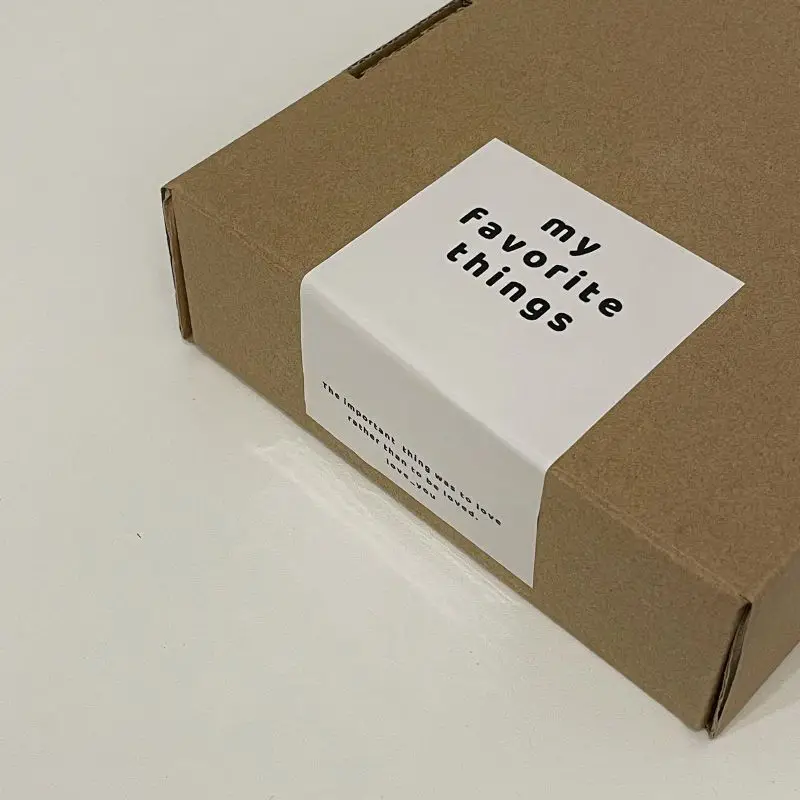 my
favorite
things
The important thing was to love
rather than to be loved.
love_you